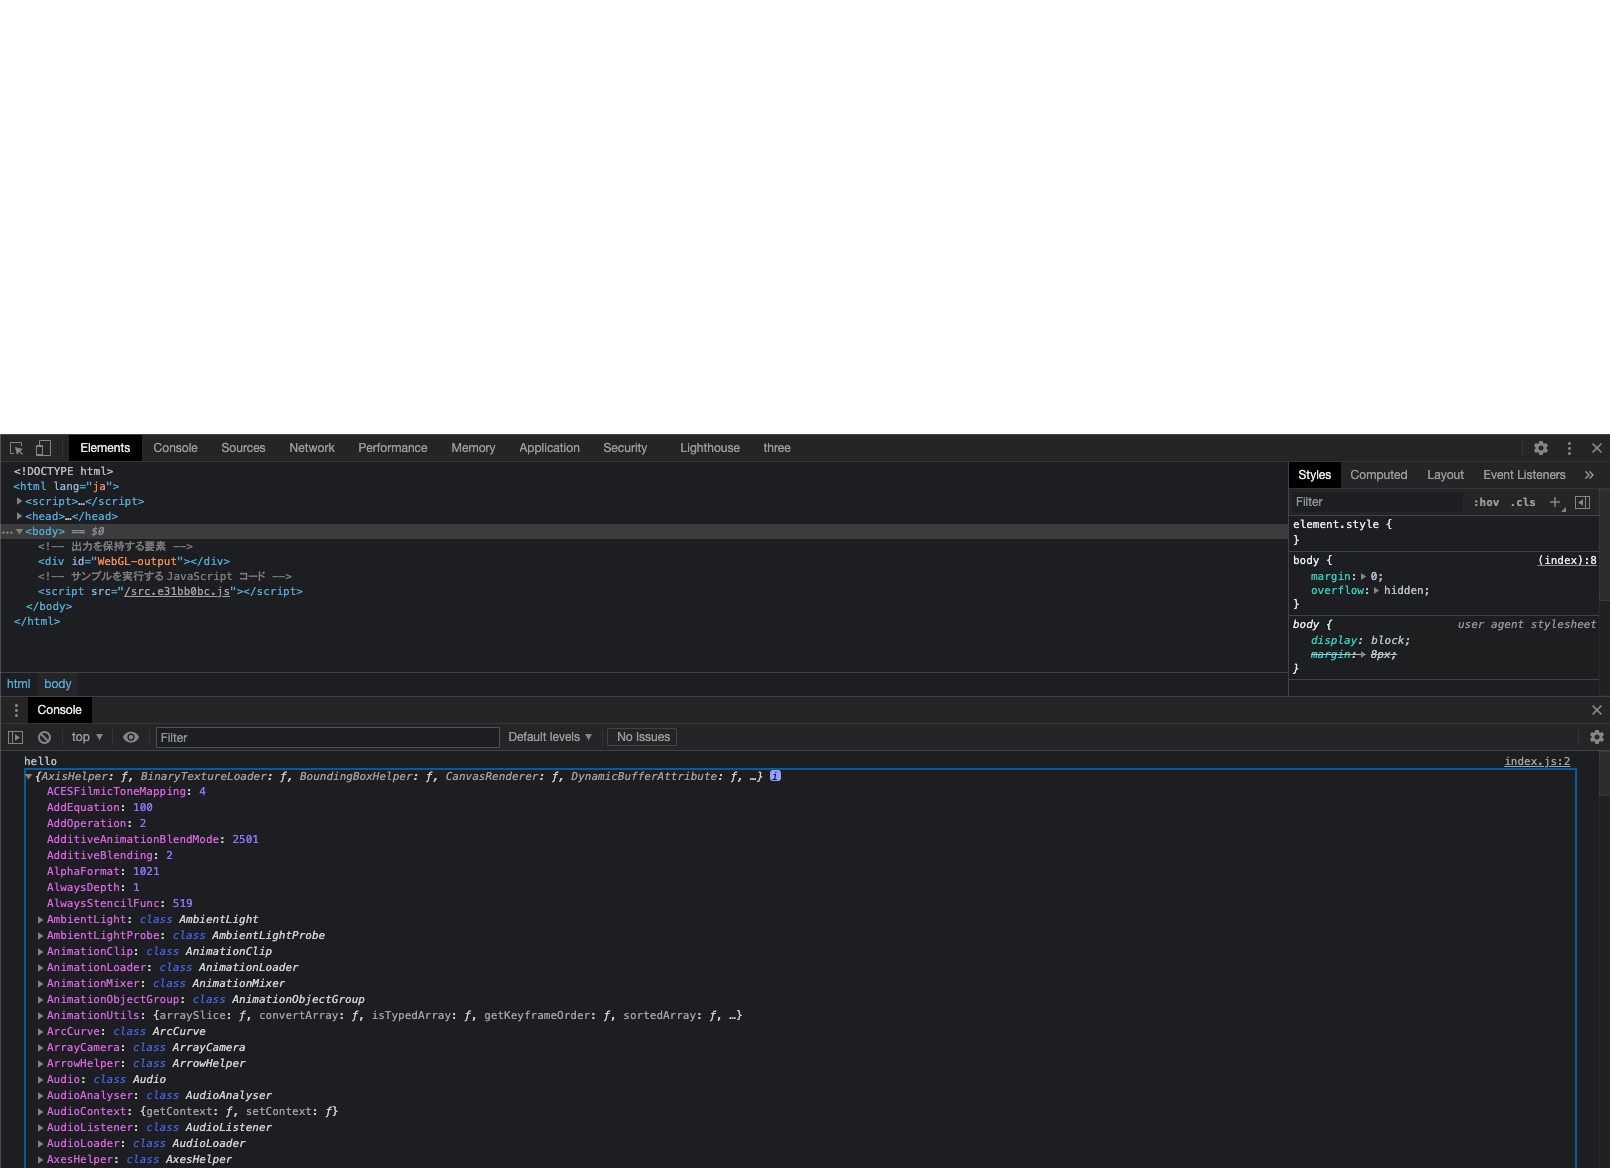 Elements Console Sources Network Performance Memory Application Security Lighthouse three
<!DOCTYPE html>
<html lang="ja">
<script>…</script>
<head>…</head>
<body> == $0
<!-- 出力を保持する要素 -->
<div id="WebGL-output"></div>
<!-- サンプルを実行する JavaScript コード -->
<script src="/src.e31bb0bc.js"></script>
</body>
</html>
html body
Styles Computed Layout Event Listeners »
Filter :hov .cls +
element.style {
}
body { (index):8
margin: 0;
overflow: hidden;
}
body { user agent stylesheet
display: block;
margin: 8px;
}
Console
top Filter Default levels No Issues
hello index.js:2
{AxisHelper: ƒ, BinaryTextureLoader: ƒ, BoundingBoxHelper: ƒ, CanvasRenderer: ƒ, DynamicBufferAttribute: ƒ, …} i
ACESFilmicToneMapping: 4
AddEquation: 100
AddOperation: 2
AdditiveAnimationBlendMode: 2501
AdditiveBlending: 2
AlphaFormat: 1021
AlwaysDepth: 1
AlwaysStencilFunc: 519
AmbientLight: class AmbientLight
AmbientLightProbe: class AmbientLightProbe
AnimationClip: class AnimationClip
AnimationLoader: class AnimationLoader
AnimationMixer: class AnimationMixer
AnimationObjectGroup: class AnimationObjectGroup
AnimationUtils: {arraySlice: ƒ, convertArray: ƒ, isTypedArray: ƒ, getKeyframeOrder: ƒ, sortedArray: ƒ, …}
ArcCurve: class ArcCurve
ArrayCamera: class ArrayCamera
ArrowHelper: class ArrowHelper
Audio: class Audio
AudioAnalyser: class AudioAnalyser
AudioContext: {getContext: ƒ, setContext: ƒ}
AudioListener: class AudioListener
AudioLoader: class AudioLoader
AxesHelper: class AxesHelper